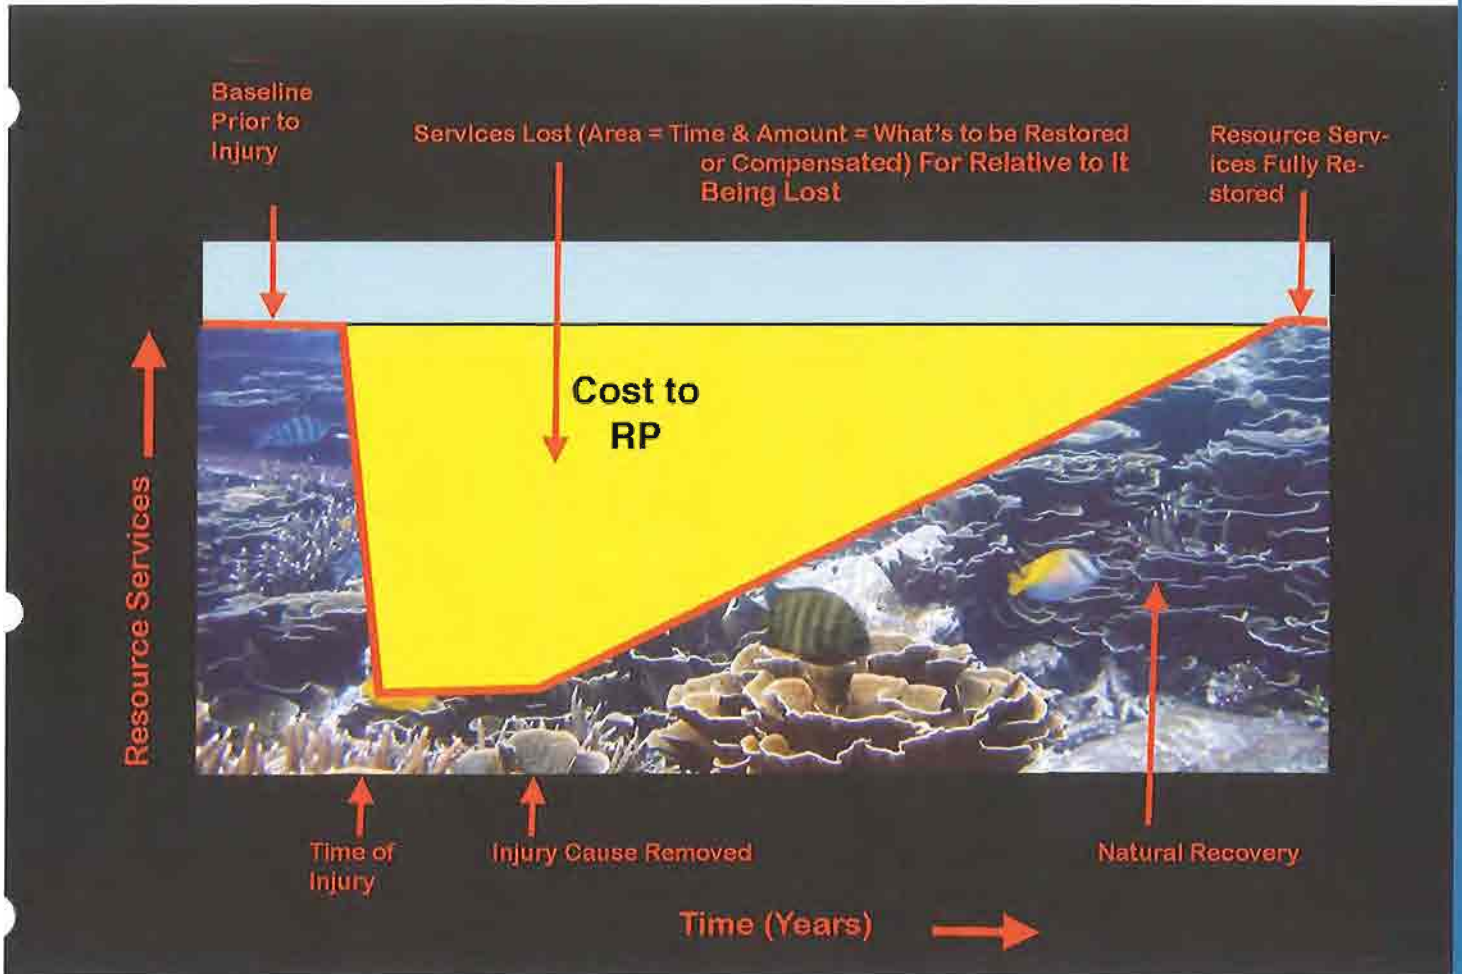 Baseline
Prior to
Injury
Services Lost (Area = Time & Amount = What's to be Restored
or Compensated) For Relative to It
Being Lost
Resource Serv-
ices Fully Re-
stored
Cost to
RP
Resource Services
Time of
Injury
Injury Cause Removed
Natural Recovery
Time (Years)